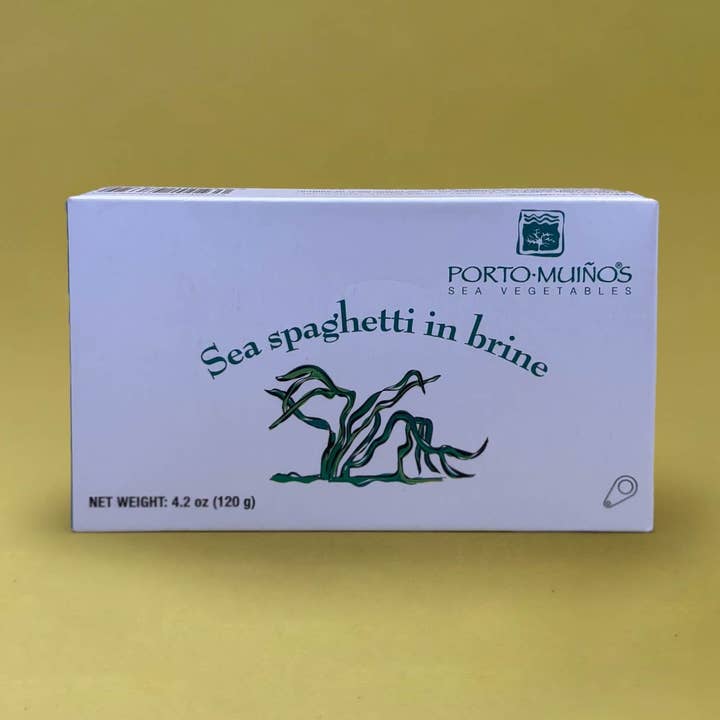 PORTO·MUIÑOS®
SEA VEGETABLES
Sea spaghetti in brine
NET WEIGHT: 4.2 oz (120 g)